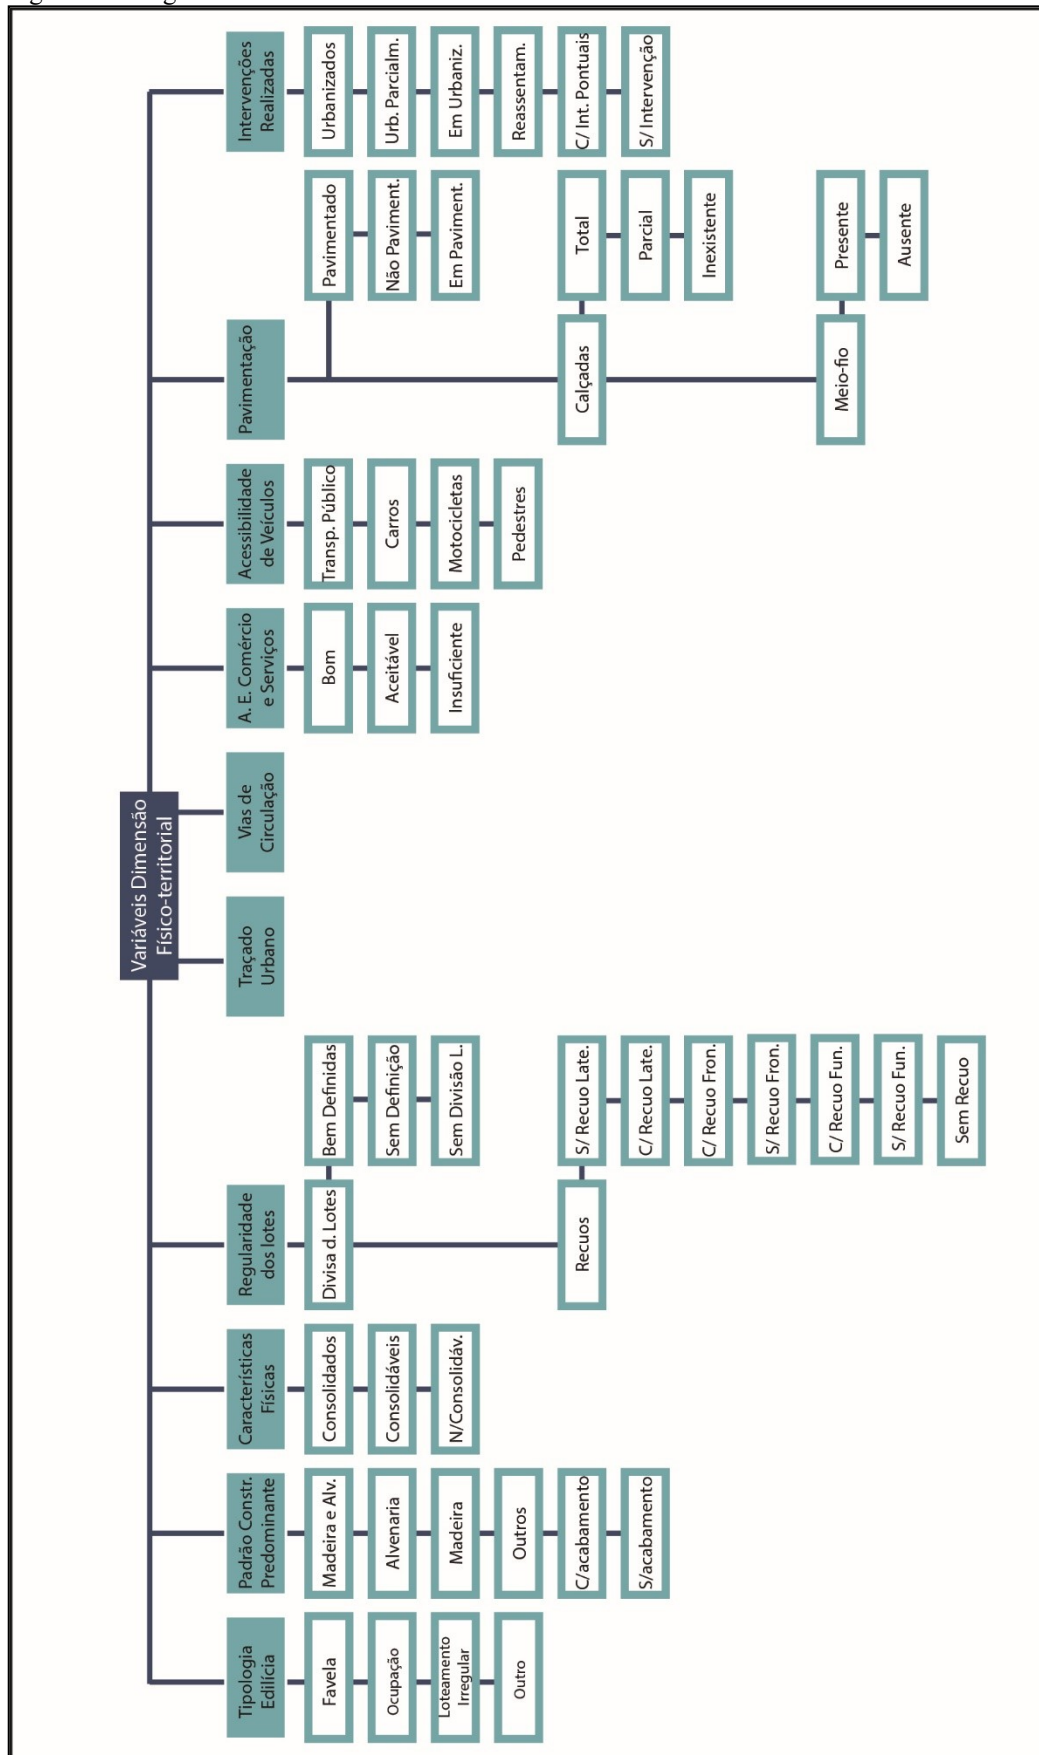 Variáveis Dimensão
Físico-territorial
Tipologia
Edilícia
Favela
Ocupação
Loteamento
Irregular
Outro
Padrão Constr.
Predominante
Madeira e Alv.
Alvenaria
Madeira
Outros
C/acabamento
S/acabamento
Características
Físicas
Consolidados
Consolidáveis
N/Consolidáv.
Regularidade
dos lotes
Divisa d. Lotes
Bem Definidas
Sem Definição
Sem Divisão L.
Recuos
S/ Recuo Late.
C/ Recuo Late.
C/ Recuo Fron.
S/ Recuo Fron.
C/ Recuo Fun.
S/ Recuo Fun.
Sem Recuo
Traçado
Urbano
Vias de
Circulação
A. E. Comércio
e Serviços
Bom
Aceitável
Insuficiente
Acessibilidade
de Veículos
Transp. Público
Carros
Motocicletas
Pedestres
Pavimentação
Pavimentado
Não Paviment.
Em Paviment.
Calçadas
Total
Parcial
Inexistente
Meio-fio
Presente
Ausente
Intervenções
Realizadas
Urbanizados
Urb. Parcialm.
Em Urbaniz.
Reassentam.
C/ Int. Pontuais
S/ Intervenção